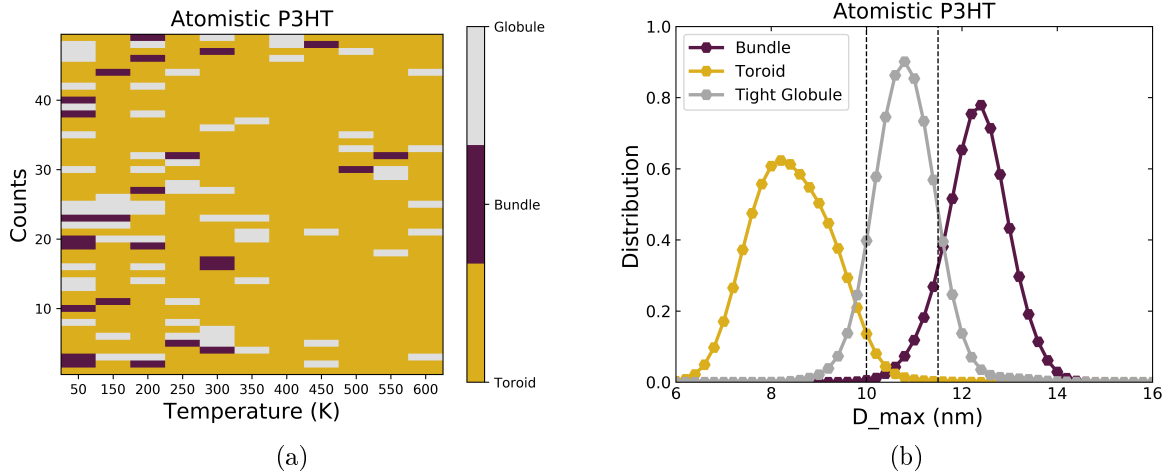 Atomistic P3HT
Globule
Bundle
Toroid
Counts
40
30
20
10
50 150 200 250 300 350 400 450 500 550 600
Temperature (K)
(a)
Atomistic P3HT
Bundle
Toroid
Tight Globule
Distribution
1.0
0.8
0.6
0.4
0.2
0.0
6 8 10 12 14 16
D_max (nm)
(b)